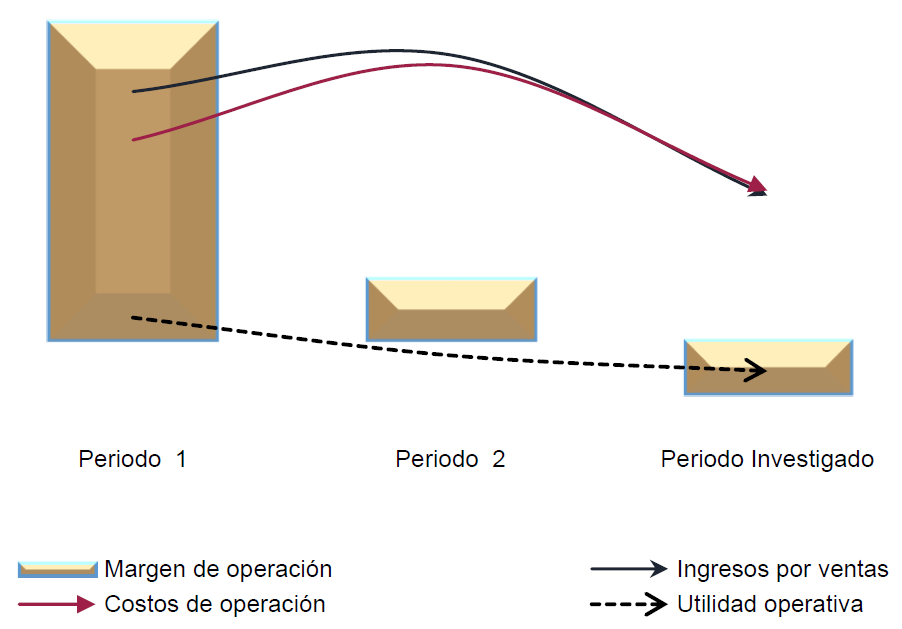 Periodo 1
Periodo 2
Periodo Investigado
Margen de operación
Ingresos por ventas
Costos de operación
Utilidad operativa